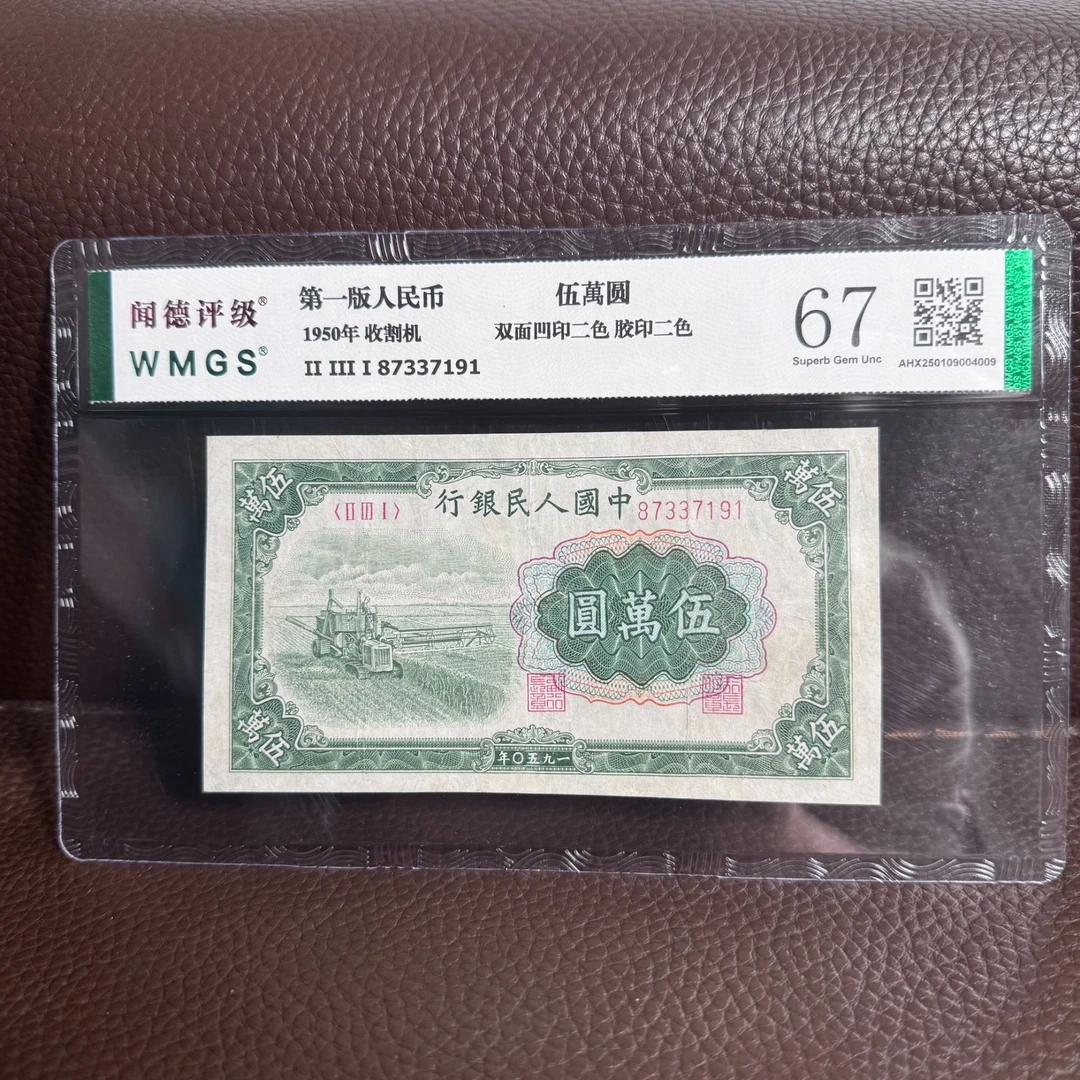 闻德评级®
WMGS®
第一版人民币 伍萬圆
1950年 收割机 双面凹印二色 胶印二色
II III I 87337191
67
Superb Gem Unc
AHX250109004009
伍萬
伍萬
〈II III I〉
中國人民銀行
87337191
伍萬圓
伍萬
伍萬
一九五〇年